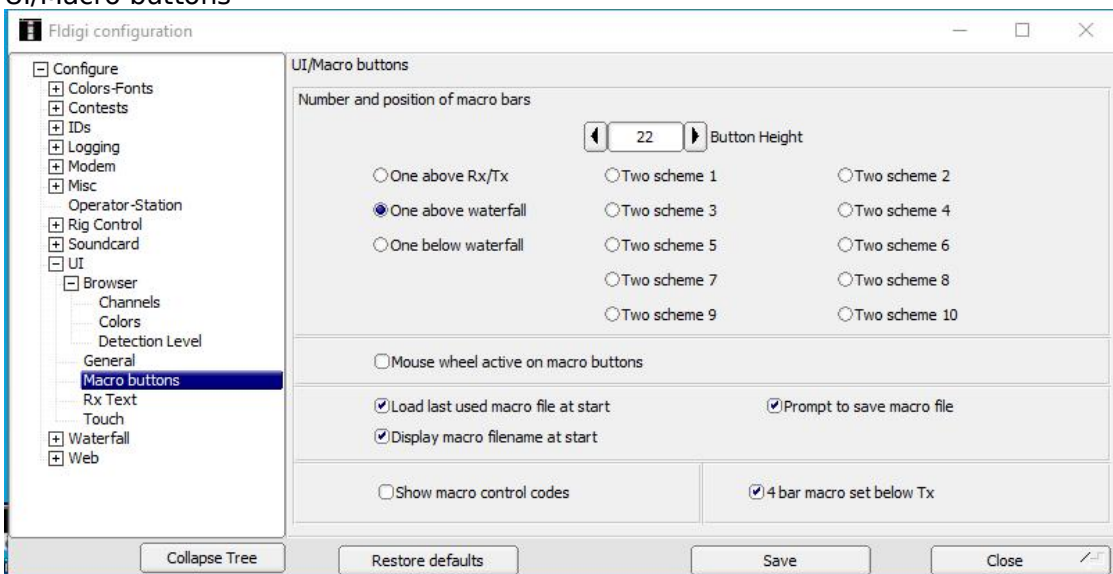 UI/Macro buttons
Fldigi configuration
Configure
Colors-Fonts
Contests
IDs
Logging
Modem
Misc
Operator-Station
Rig Control
Soundcard
UI
Browser
Channels
Colors
Detection Level
General
Macro buttons
Rx Text
Touch
Waterfall
Web
Collapse Tree
UI/Macro buttons
Number and position of macro bars
22 Button Height
One above Rx/Tx Two scheme 1 Two scheme 2
One above waterfall Two scheme 3 Two scheme 4
One below waterfall Two scheme 5 Two scheme 6
Two scheme 7 Two scheme 8
Two scheme 9 Two scheme 10
Mouse wheel active on macro buttons
Load last used macro file at start Prompt to save macro file
Display macro filename at start
Show macro control codes 4 bar macro set below Tx
Restore defaults Save Close